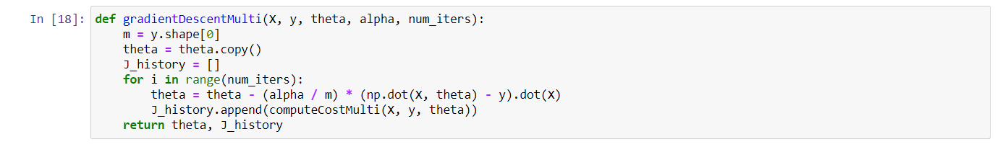 In [18]: def gradientDescentMulti(X, y, theta, alpha, num_iters):
    m = y.shape[0]
    theta = theta.copy()
    J_history = []
    for i in range(num_iters):
        theta = theta - (alpha / m) * (np.dot(X, theta) - y).dot(X)
        J_history.append(computeCostMulti(X, y, theta))
    return theta, J_history